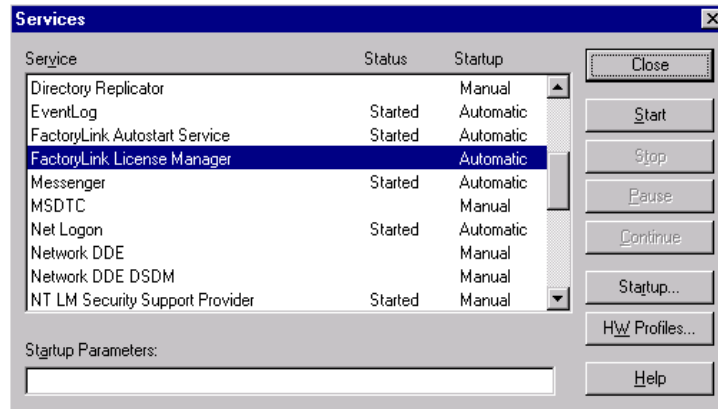 Services
Service Status Startup
Directory Replicator Manual
EventLog Started Automatic
FactoryLink Autostart Service Started Automatic
FactoryLink License Manager Automatic
Messenger Started Automatic
MSDTC Manual
Net Logon Started Automatic
Network DDE Manual
Network DDE DSDM Manual
NT LM Security Support Provider Started Manual
Startup Parameters:
Close
Start
Stop
Pause
Continue
Startup...
HW Profiles...
Help